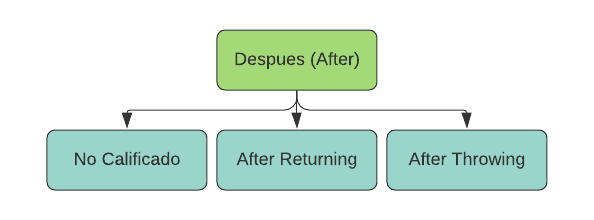 Despues (After)
No Calificado
After Returning
After Throwing